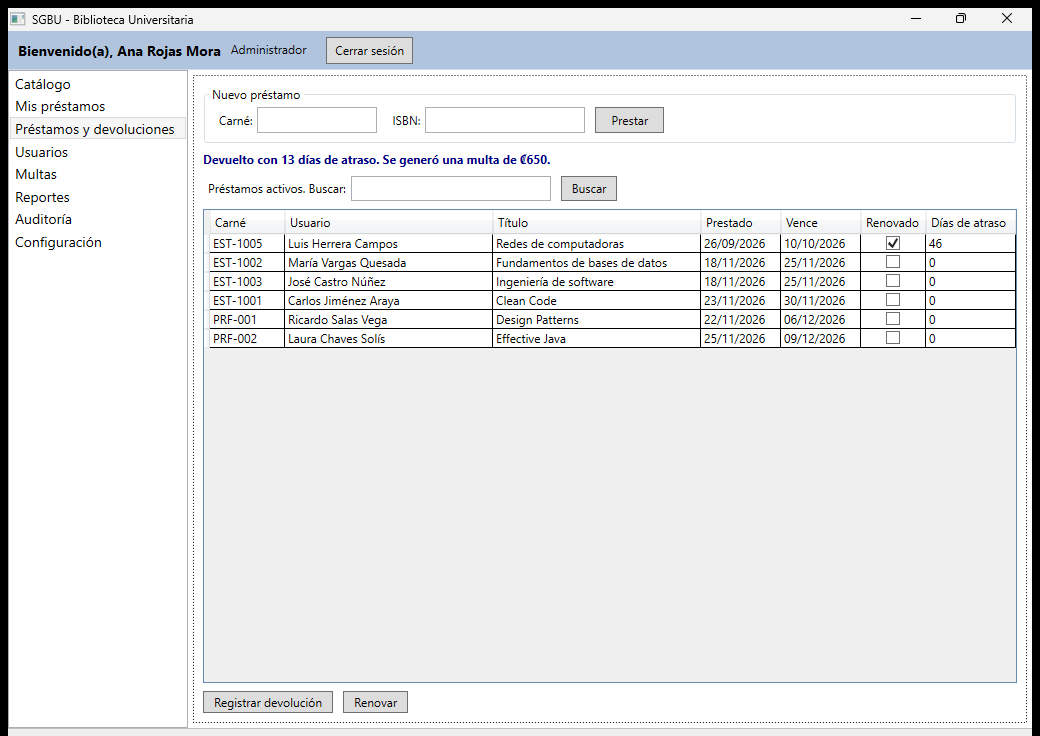 SGBU - Biblioteca Universitaria
Bienvenido(a), Ana Rojas Mora Administrador Cerrar sesión
Catálogo
Mis préstamos
Préstamos y devoluciones
Usuarios
Multas
Reportes
Auditoría
Configuración
Nuevo préstamo
Carné: ISBN: Prestar
Devuelto con 13 días de atraso. Se generó una multa de ₡650.
Préstamos activos. Buscar: Buscar
Carné Usuario Título Prestado Vence Renovado Días de atraso
EST-1005 Luis Herrera Campos Redes de computadoras 26/09/2026 10/10/2026 46
EST-1002 María Vargas Quesada Fundamentos de bases de datos 18/11/2026 25/11/2026 0
EST-1003 José Castro Núñez Ingeniería de software 18/11/2026 25/11/2026 0
EST-1001 Carlos Jiménez Araya Clean Code 23/11/2026 30/11/2026 0
PRF-001 Ricardo Salas Vega Design Patterns 22/11/2026 06/12/2026 0
PRF-002 Laura Chaves Solís Effective Java 25/11/2026 09/12/2026 0
Registrar devolución Renovar